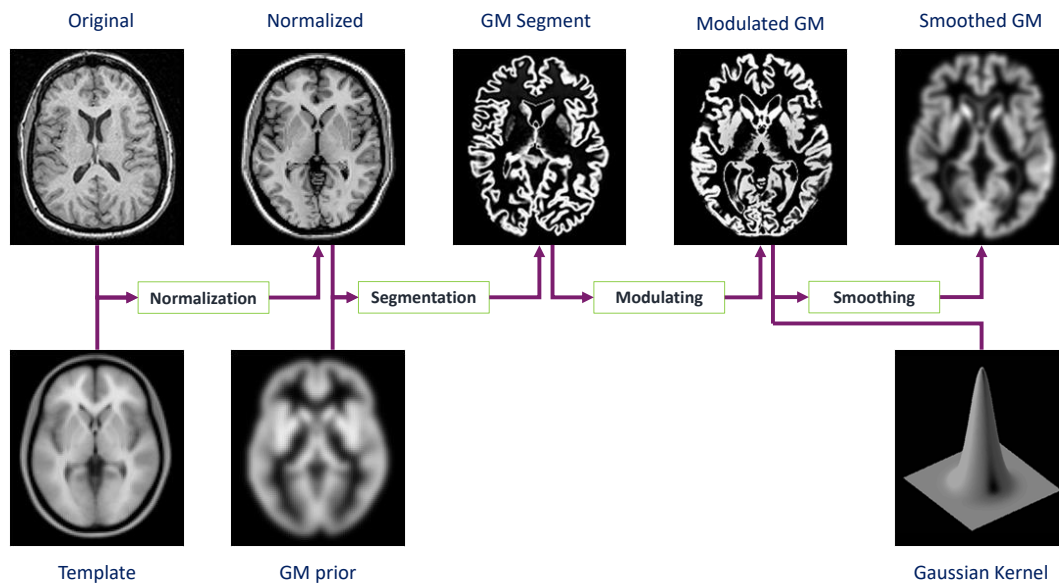 Original
Normalized
GM Segment
Modulated GM
Smoothed GM
Normalization
Segmentation
Modulating
Smoothing
Template
GM prior
Gaussian Kernel